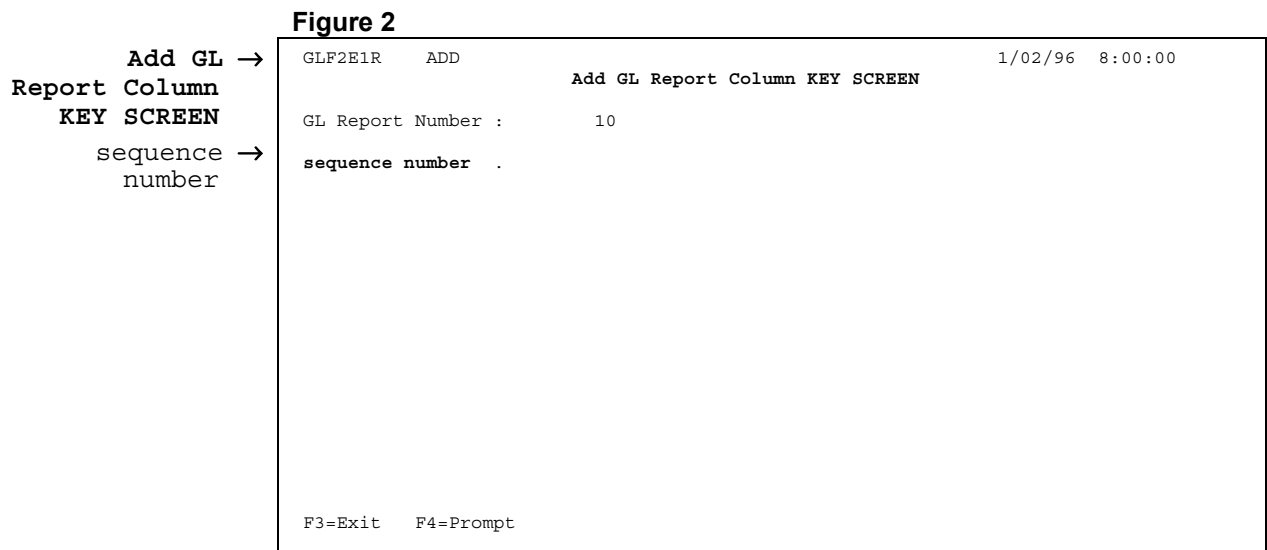 Figure 2
Add GL →
Report Column
KEY SCREEN
sequence →
number
GLF2E1R ADD 1/02/96 8:00:00
Add GL Report Column KEY SCREEN
GL Report Number : 10
sequence number .
F3=Exit F4=Prompt